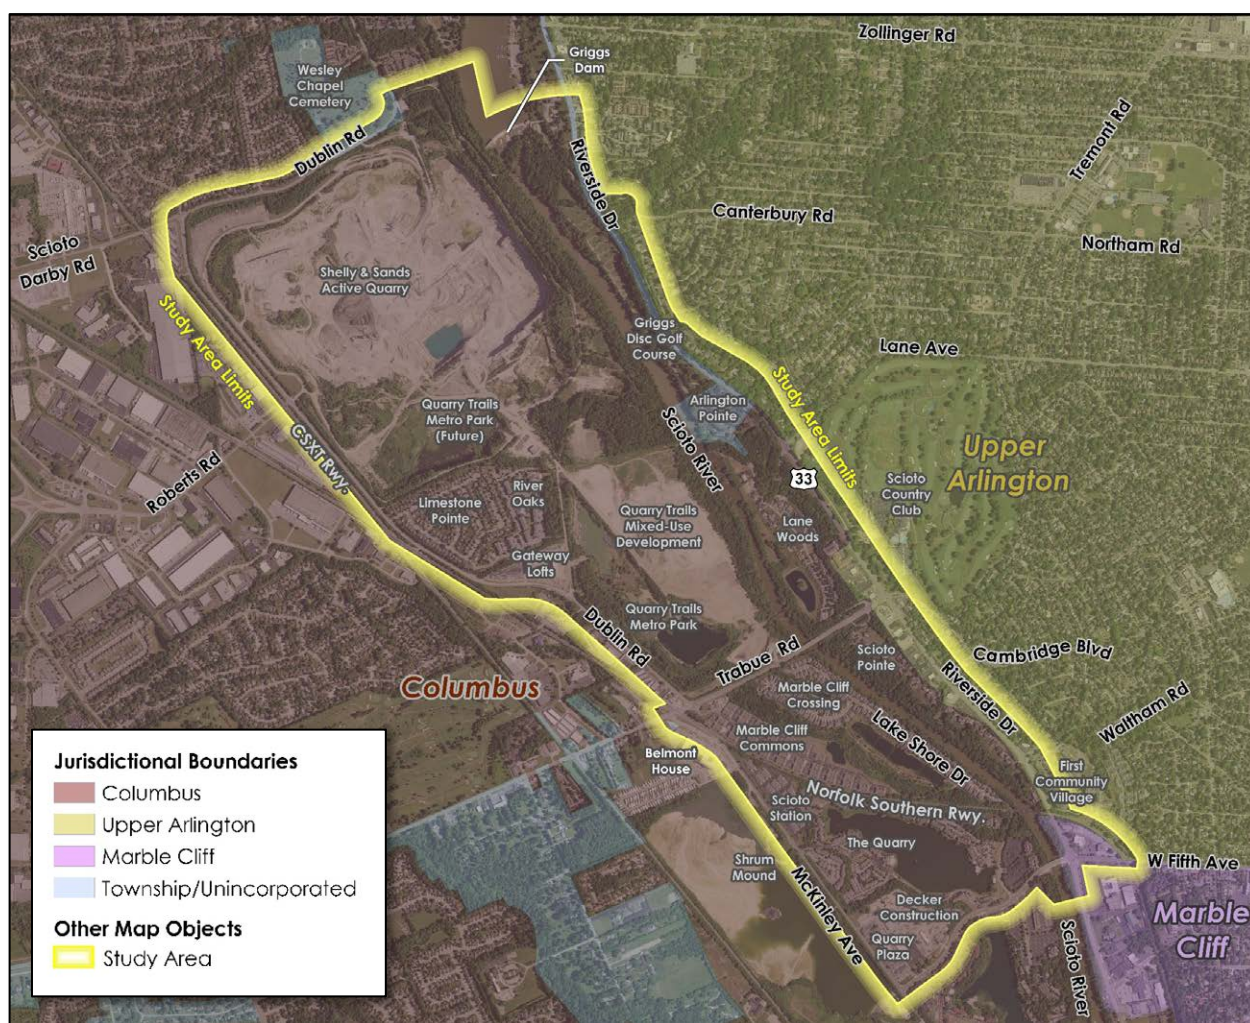 Zollinger Rd
Griggs
Dam
Wesley
Chapel
Cemetery
Tremont Rd
Dublin Rd
Riverside Dr
Canterbury Rd
Northam Rd
Scioto
Darby Rd
Shelly & Sands
Active Quarry
Study Area Limits
Griggs
Disc Golf
Course
Lane Ave
Study Area Limits
Arlington
Pointe
Quarry Trails
Metro Park
(Future)
Scioto River
CSXT Rwy.
Upper
Arlington
Roberts Rd
33
Scioto
Country
Club
Limestone
Pointe
River
Oaks
Quarry Trails
Mixed-Use
Development
Lane
Woods
Gateway
Lofts
Quarry Trails
Metro Park
Dublin Rd
Trabue Rd
Scioto
Pointe
Cambridge Blvd
Riverside Dr
Columbus
Marble Cliff
Crossing
Waltham Rd
Lake Shore Dr
Marble Cliff
Commons
Belmont
House
First
Community
Village
Norfolk Southern Rwy.
Scioto
Station
The Quarry
Shrum
Mound
McKinley Ave
W Fifth Ave
Decker
Construction
Quarry
Plaza
Scioto River
Marble
Cliff
Jurisdictional Boundaries
Columbus
Upper Arlington
Marble Cliff
Township/Unincorporated
Other Map Objects
Study Area